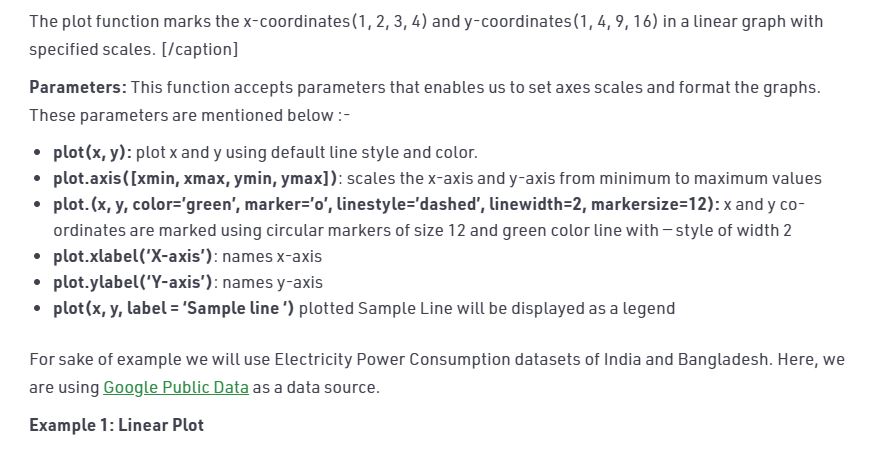 The plot function marks the x-coordinates(1, 2, 3, 4) and y-coordinates(1, 4, 9, 16) in a linear graph with
specified scales. [/caption]
Parameters: This function accepts parameters that enables us to set axes scales and format the graphs.
These parameters are mentioned below :-
• plot(x, y): plot x and y using default line style and color.
• plot.axis([xmin, xmax, ymin, ymax]): scales the x-axis and y-axis from minimum to maximum values
• plot.(x, y, color=’green’, marker=’o’, linestyle=’dashed’, linewidth=2, markersize=12): x and y co-
ordinates are marked using circular markers of size 12 and green color line with — style of width 2
• plot.xlabel(‘X-axis’): names x-axis
• plot.ylabel(‘Y-axis’): names y-axis
• plot(x, y, label = ‘Sample line ‘) plotted Sample Line will be displayed as a legend
For sake of example we will use Electricity Power Consumption datasets of India and Bangladesh. Here, we
are using Google Public Data as a data source.
Example 1: Linear Plot